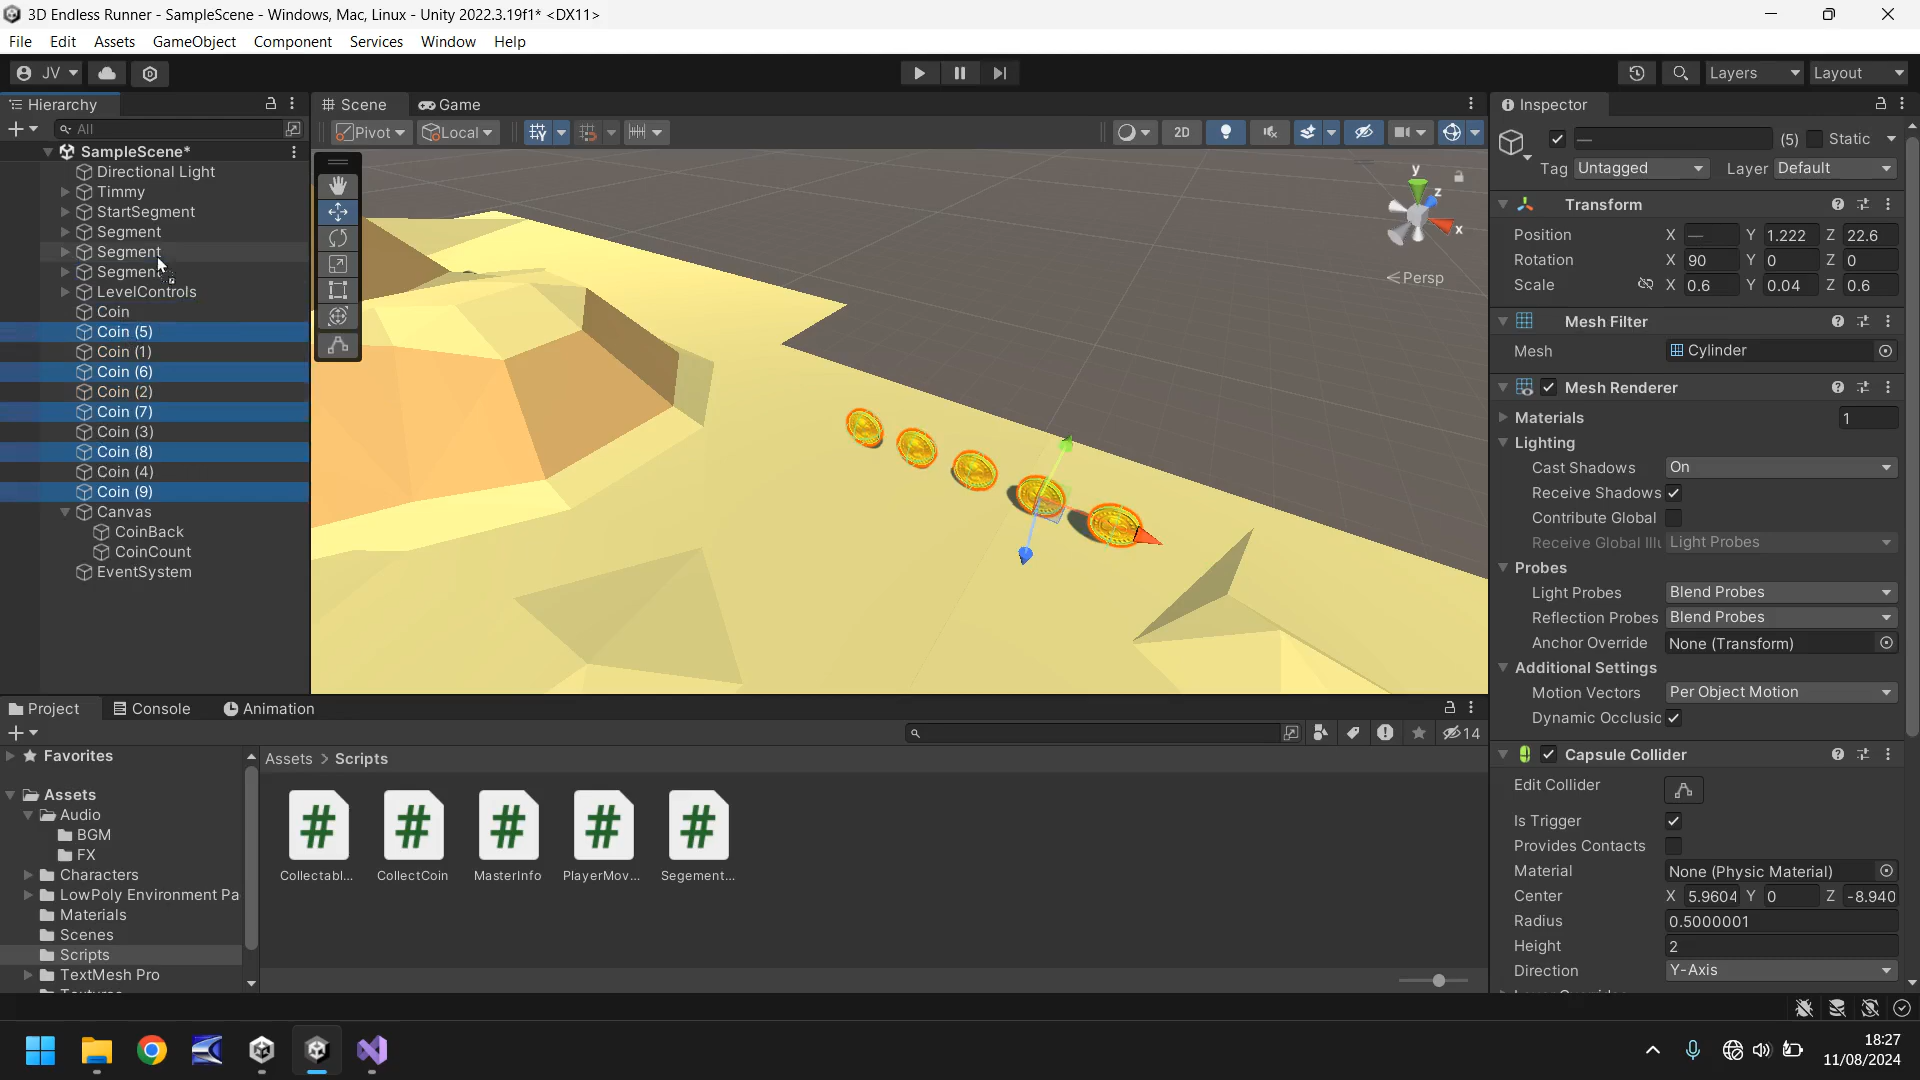 3D Endless Runner - SampleScene - Windows, Mac, Linux - Unity 2022.3.19f1* <DX11>
File Edit Assets GameObject Component Services Window Help
JV Layers Layout
Hierarchy Scene Game Inspector
All Pivot Local 2D (5) Static
SampleScene*
Tag Untagged Layer Default
Directional Light
Timmy
StartSegment
Segment
Segment
Segment
LevelControls
Coin
Coin (5)
Coin (1)
Coin (6)
Coin (2)
Coin (7)
Coin (3)
Coin (8)
Coin (4)
Coin (9)
Canvas
CoinBack
CoinCount
EventSystem
y
z
x
Persp
Transform
Position X — Y 1.222 Z 22.6
Rotation X 90 Y 0 Z 0
Scale X 0.6 Y 0.04 Z 0.6
Mesh Filter
Mesh Cylinder
Mesh Renderer
Materials 1
Lighting
Cast Shadows On
Receive Shadows
Contribute Global
Receive Global Illu Light Probes
Probes
Light Probes Blend Probes
Reflection Probes Blend Probes
Anchor Override None (Transform)
Additional Settings
Motion Vectors Per Object Motion
Dynamic Occlusic
Capsule Collider
Edit Collider
Is Trigger
Provides Contacts
Material None (Physic Material)
Center X 5.9604 Y 0 Z -8.940
Radius 0.5000001
Height 2
Direction Y-Axis
Project Console Animation
14
Favorites
Assets
Audio
BGM
FX
Characters
LowPoly Environment Pa
Materials
Scenes
Scripts
TextMesh Pro
Assets > Scripts
Collectabl... CollectCoin MasterInfo PlayerMov... Segement...
18:27
11/08/2024